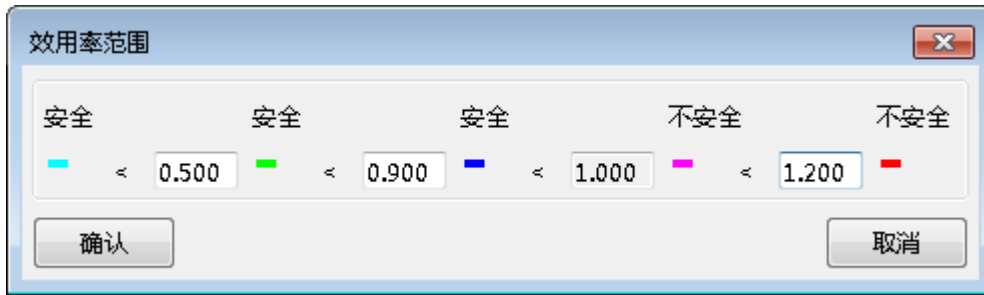 效用率范围
安全 安全 安全 不安全 不安全
< 0.500 < 0.900 < 1.000 < 1.200
确认 取消